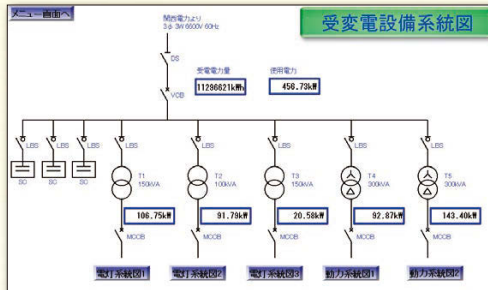 メニュー画面へ
関西電力より
3φ 3W 6600V 60Hz
受変電設備系統図
DS
受電電力量
使用電力
11296621kWh
456.73kW
VCB
LBS
LBS
LBS
LBS
LBS
LBS
LBS
LBS
SC
SC
SC
T1
150kVA
T2
100kVA
T3
150kVA
T4
300kVA
T5
300kVA
106.75kW
91.79kW
20.58kW
92.87kW
143.40kW
MCCB
MCCB
MCCB
MCCB
MCCB
電灯系統図1
電灯系統図2
電灯系統図3
動力系統図1
動力系統図2